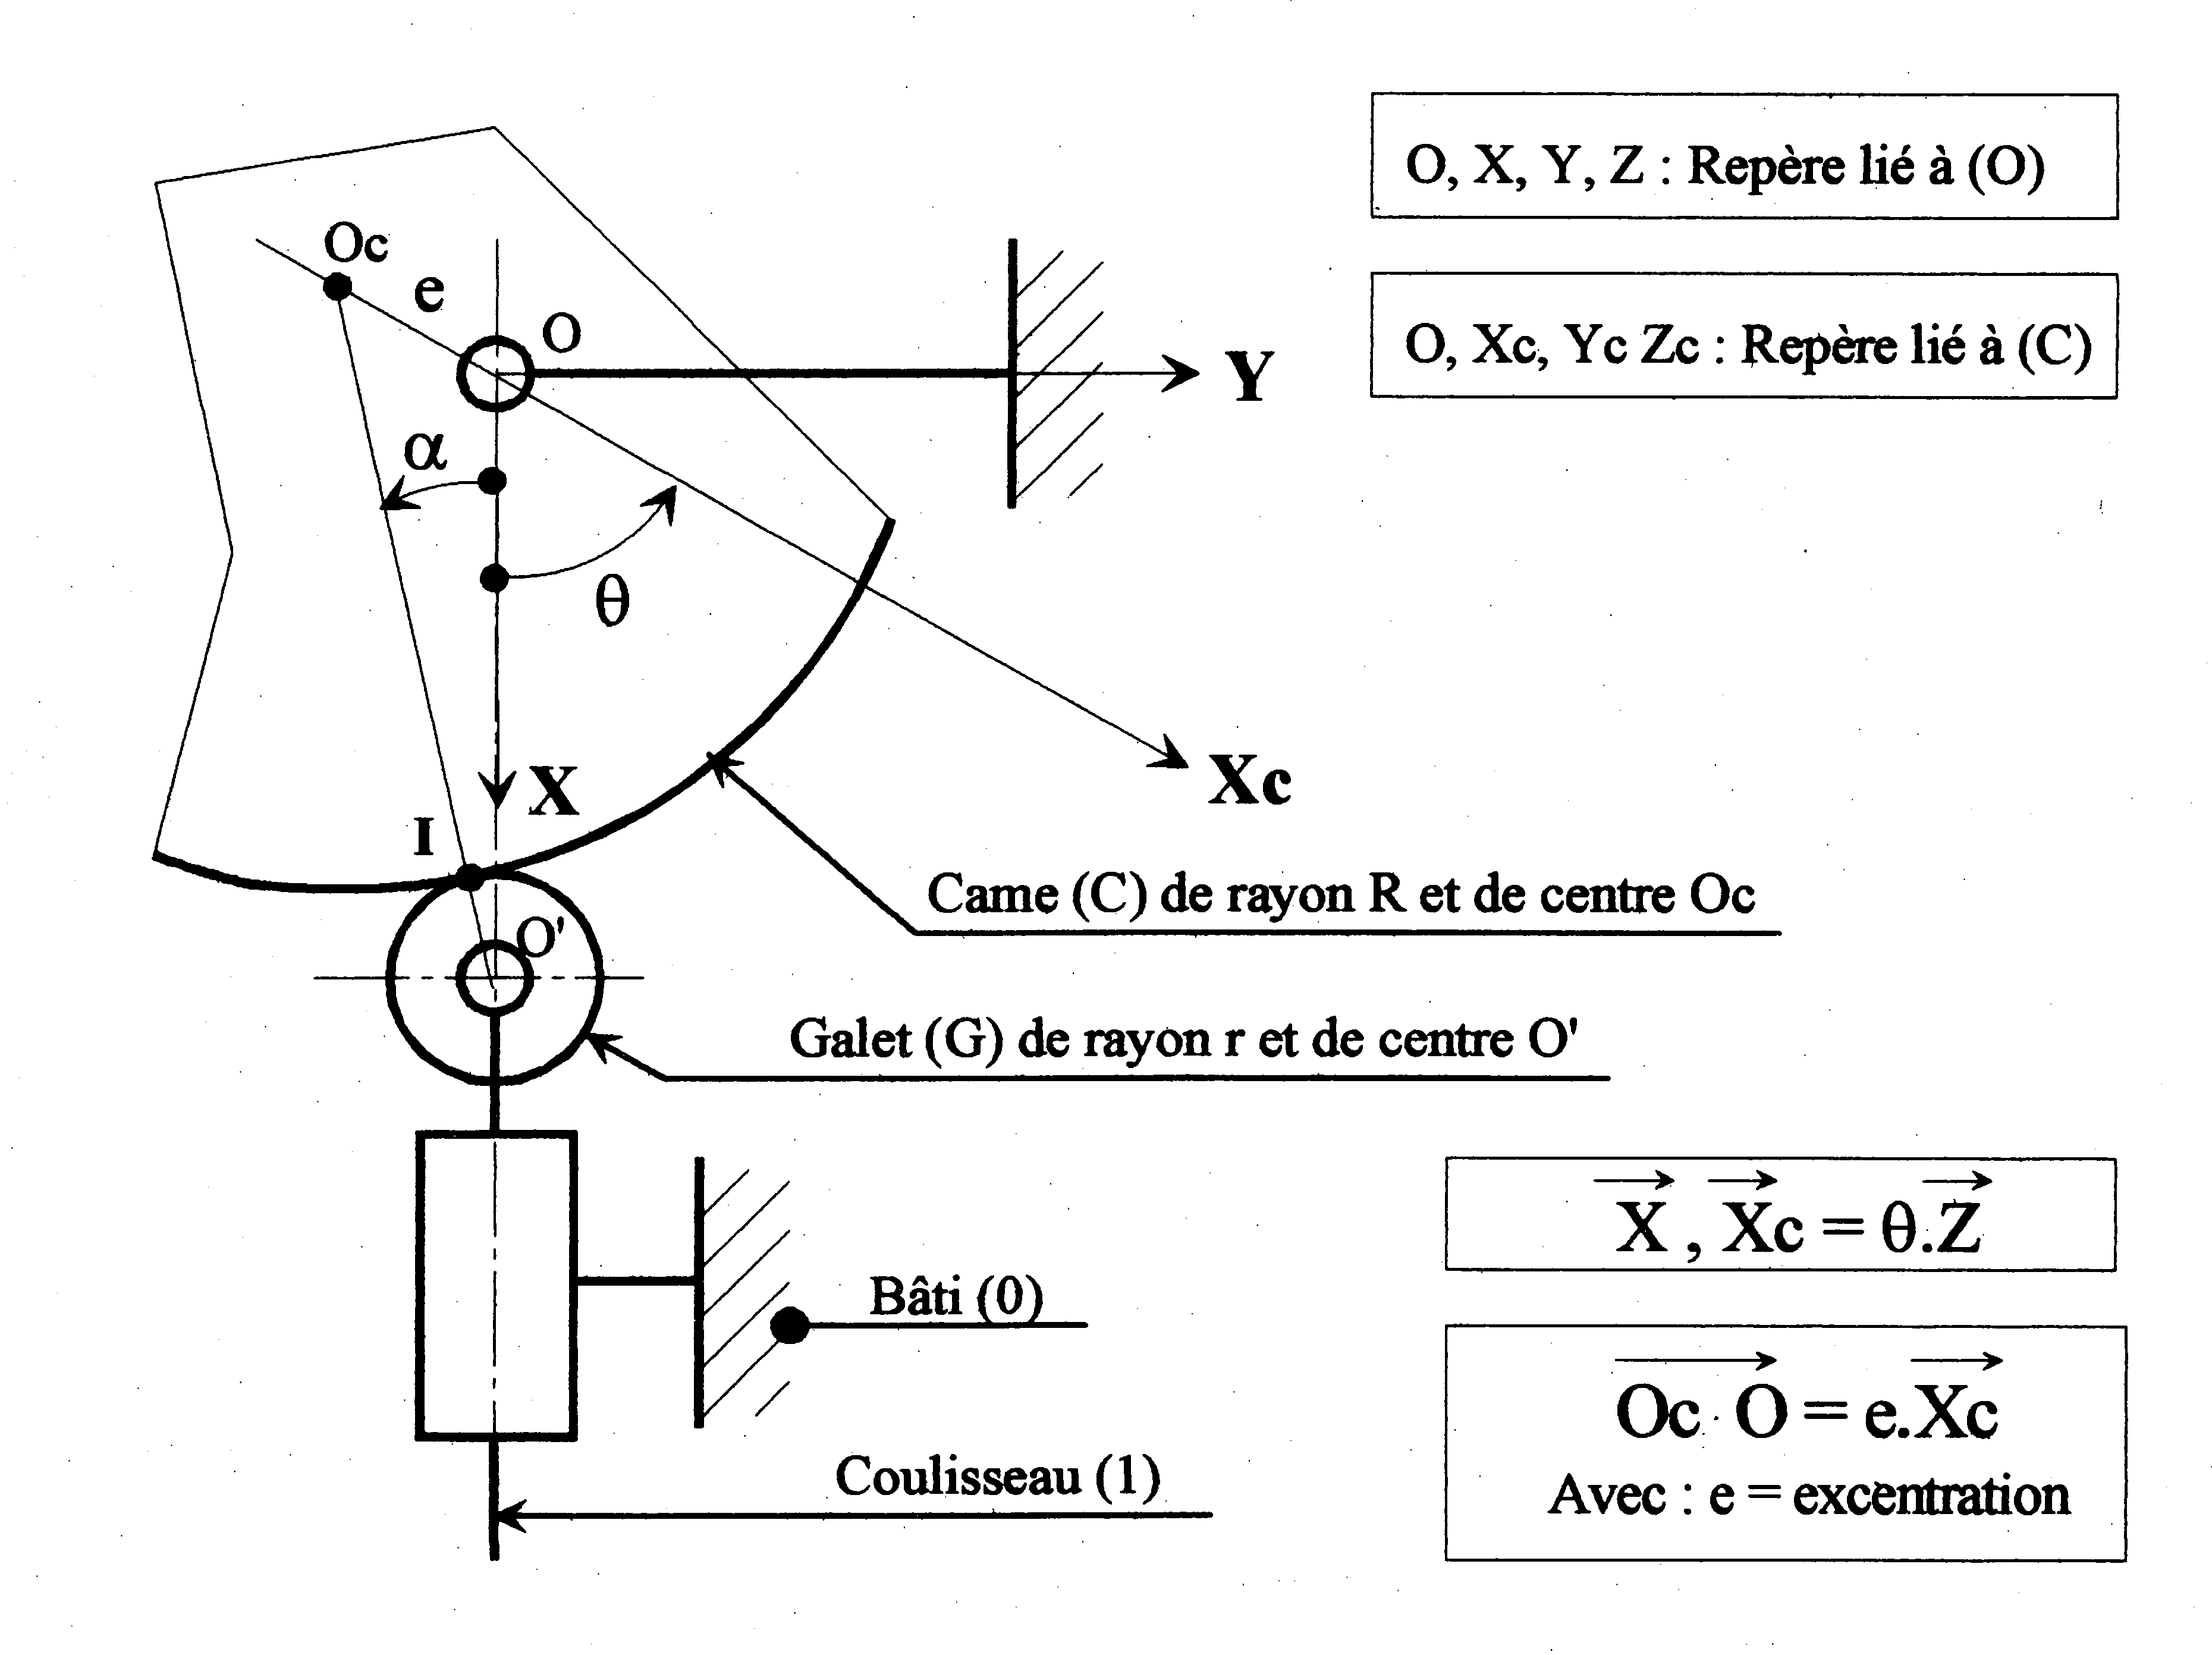 O, X, Y, Z : Repère lié à (O)
O, Xc, Yc Zc : Repère lié à (C)
Oc
e
O
Y
α
θ
X
Xc
I
Came (C) de rayon R et de centre Oc
O'
Galet (G) de rayon r et de centre O'
X , Xc = θ.Z
Bâti (0)
Oc O = e.Xc
Avec : e = excentration
Coulisseau (1)